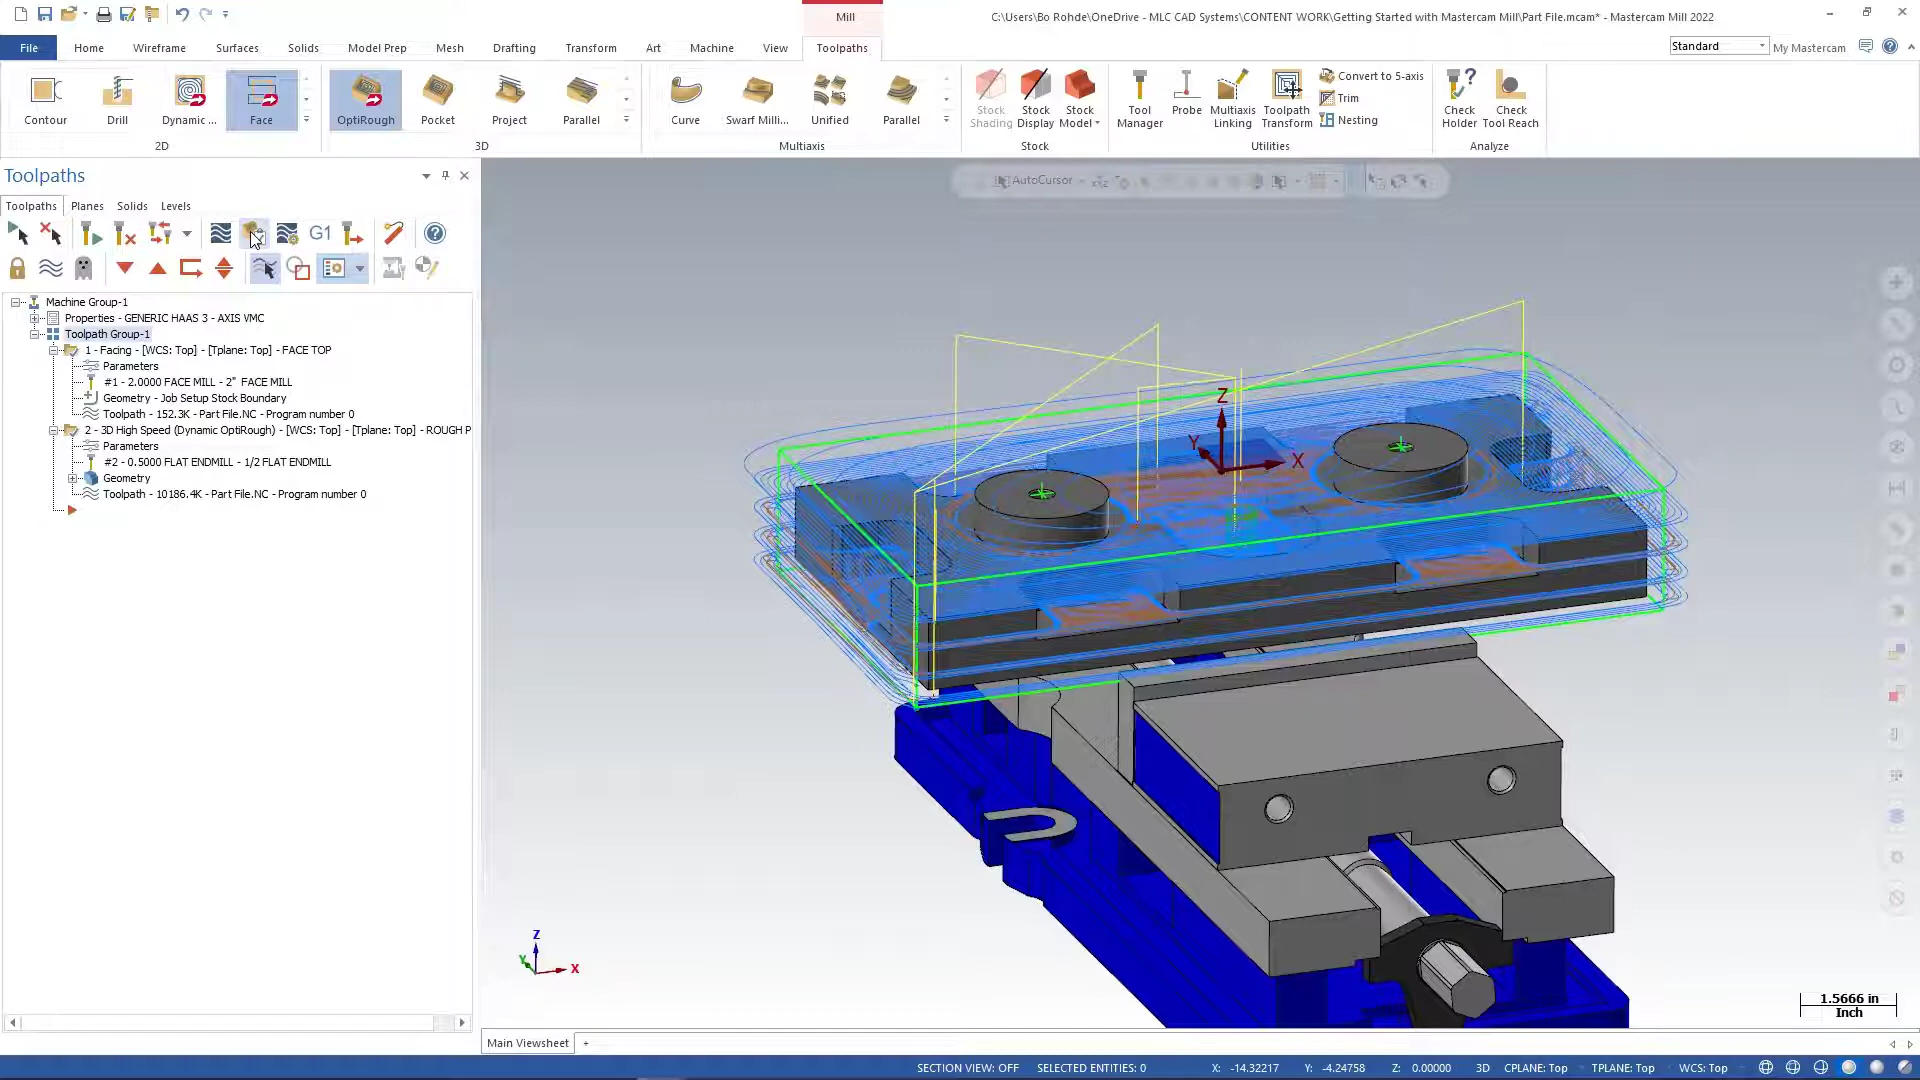 Mill
C:\Users\Bo Rohde\OneDrive - MLC CAD Systems\CONTENT WORK\Getting Started with Mastercam Mill\Part File.mcam* - Mastercam Mill 2022
File Home Wireframe Surfaces Solids Model Prep Mesh Drafting Transform Art Machine View Toolpaths
Standard My Mastercam
Contour Drill Dynamic ... Face OptiRough Pocket Project Parallel Curve Swarf Milli... Unified Parallel
Stock Shading
Stock Display
Stock Model
Tool Manager
Probe
Multiaxis Linking
Toolpath Transform
Convert to 5-axis
Trim
Nesting
Check Holder
Check Tool Reach
2D 3D Multiaxis Stock Utilities Analyze
Toolpaths
Toolpaths Planes Solids Levels
G1
AutoCursor
Machine Group-1
Properties - GENERIC HAAS 3 - AXIS VMC
Toolpath Group-1
1 - Facing - [WCS: Top] - [Tplane: Top] - FACE TOP
Parameters
#1 - 2.0000 FACE MILL - 2" FACE MILL
Geometry - Job Setup Stock Boundary
Toolpath - 152.3K - Part File.NC - Program number 0
2 - 3D High Speed (Dynamic OptiRough) - [WCS: Top] - [Tplane: Top] - ROUGH P
Parameters
#2 - 0.5000 FLAT ENDMILL - 1/2 FLAT ENDMILL
Geometry
Toolpath - 10186.4K - Part File.NC - Program number 0
Z
Y
X
Z
Y
X
1.5666 in
Inch
Main Viewsheet +
SECTION VIEW: OFF SELECTED ENTITIES: 0 X: -14.32217 Y: -4.24758 Z: 0.00000 3D CPLANE: Top TPLANE: Top WCS: Top